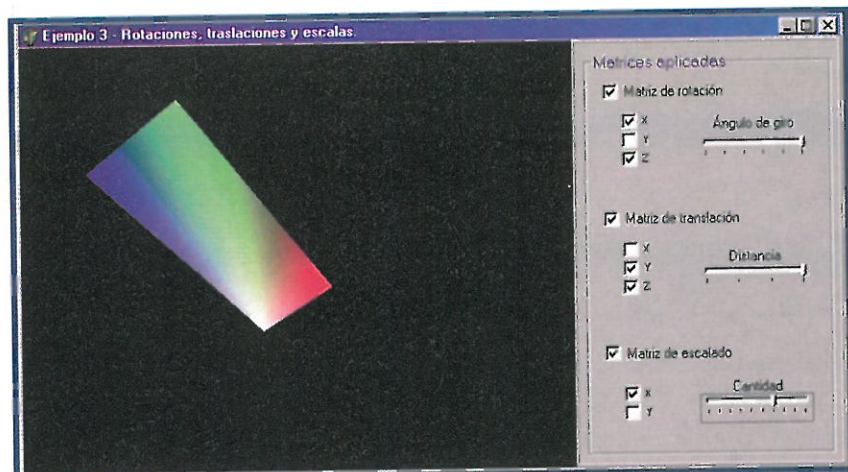 Ejemplo 3 - Rotaciones, traslaciones y escalas.
Matrices aplicadas
Matriz de rotación
X
Y
Z
Ángulo de giro
Matriz de translación
X
Y
Z
Distancia
Matriz de escalado
X
Y
Cantidad